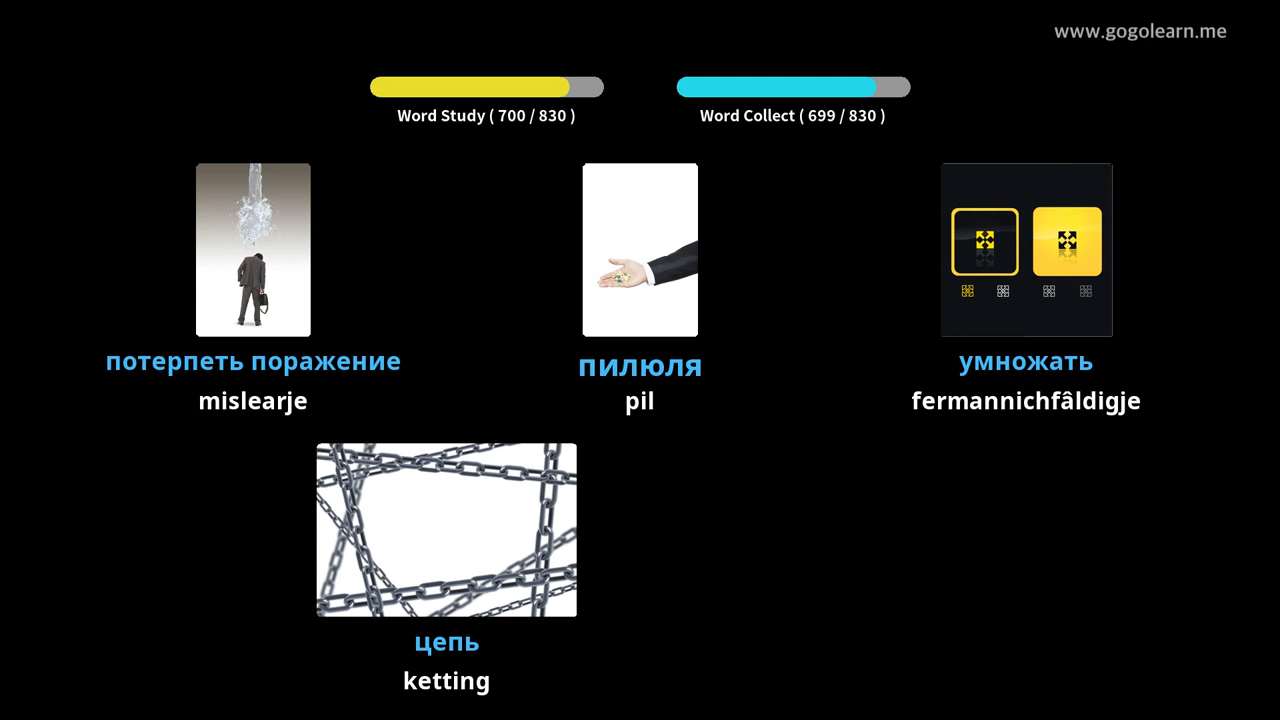 www.gogolearn.me
Word Study ( 700 / 830 )
Word Collect ( 699 / 830 )
потерпеть поражение
mislearje
пилюля
pil
умножать
fermannichfâldigje
цепь
ketting